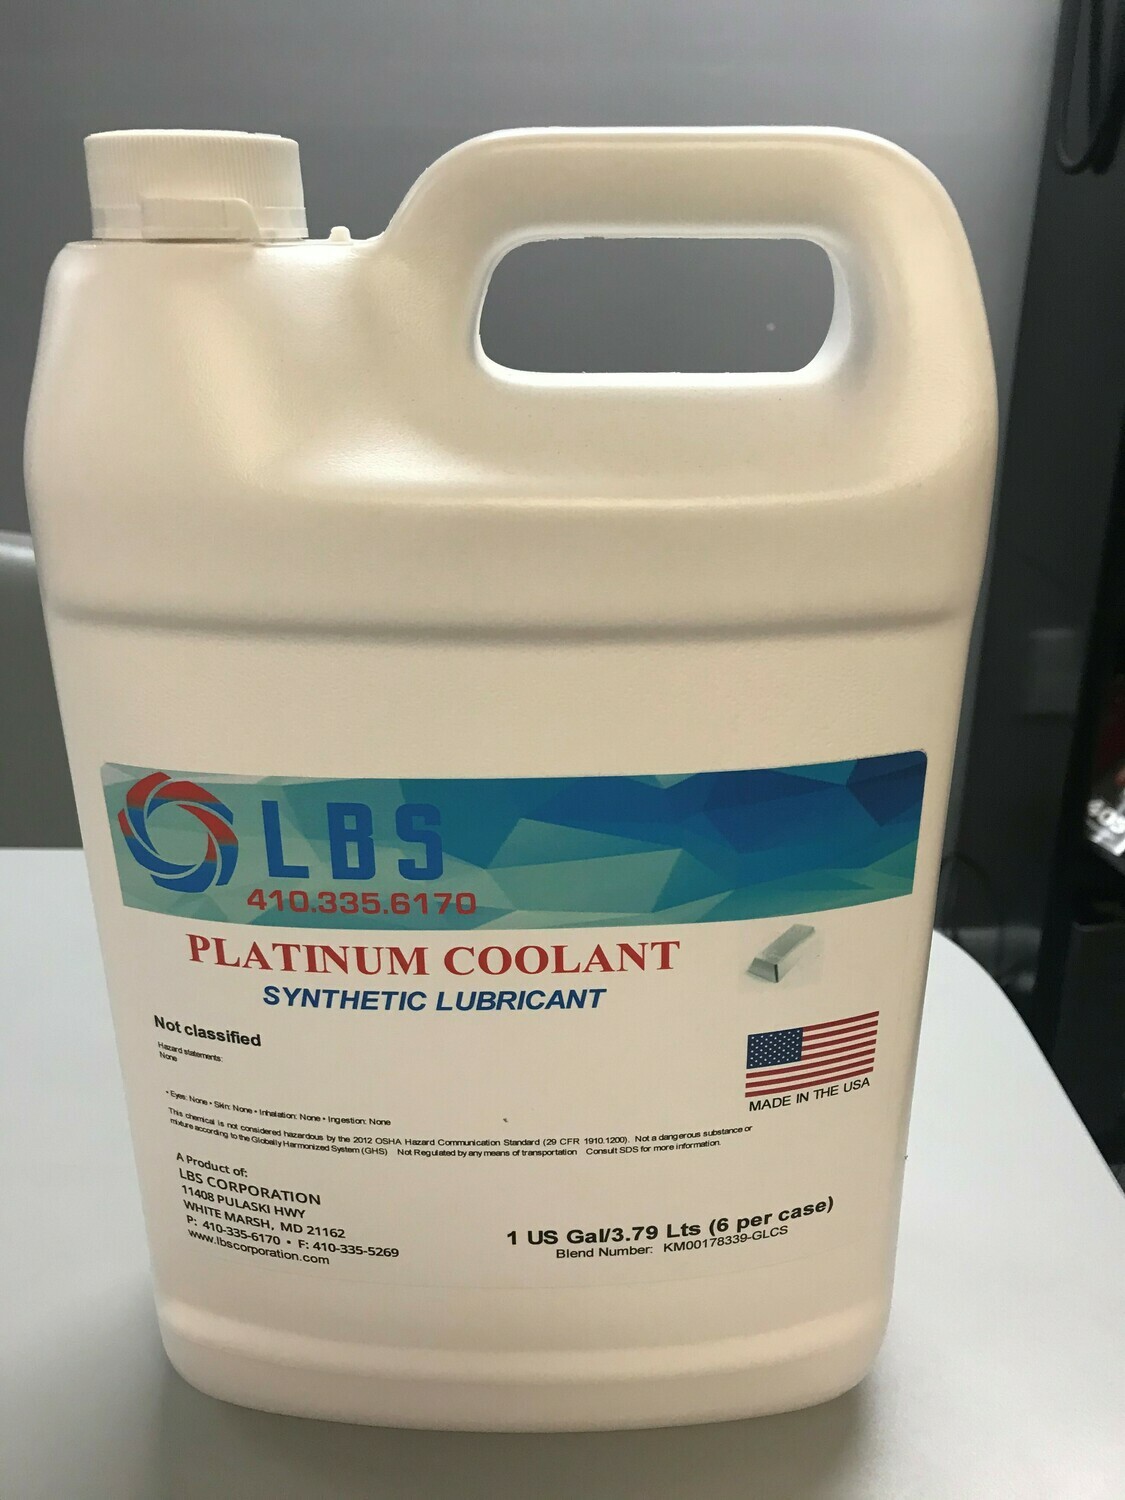 LBS
410.335.6170
PLATINUM COOLANT
SYNTHETIC LUBRICANT
Not classified
Hazard statements:
None
MADE IN THE USA
• Eyes: None • Skin: None • Inhalation: None • Ingestion: None
This chemical is not considered hazardous by the 2012 OSHA Hazard Communication Standard (29 CFR 1910.1200). Not a dangerous substance or
mixture according to the Globally Harmonized System (GHS) Not Regulated by any means of transportation Consult SDS for more information.
A Product of:
LBS CORPORATION
11408 PULASKI HWY
WHITE MARSH, MD 21162
P: 410-335-6170 • F: 410-335-5269
www.lbscorporation.com
1 US Gal/3.79 Lts (6 per case)
Blend Number: KM00178339-GLCS